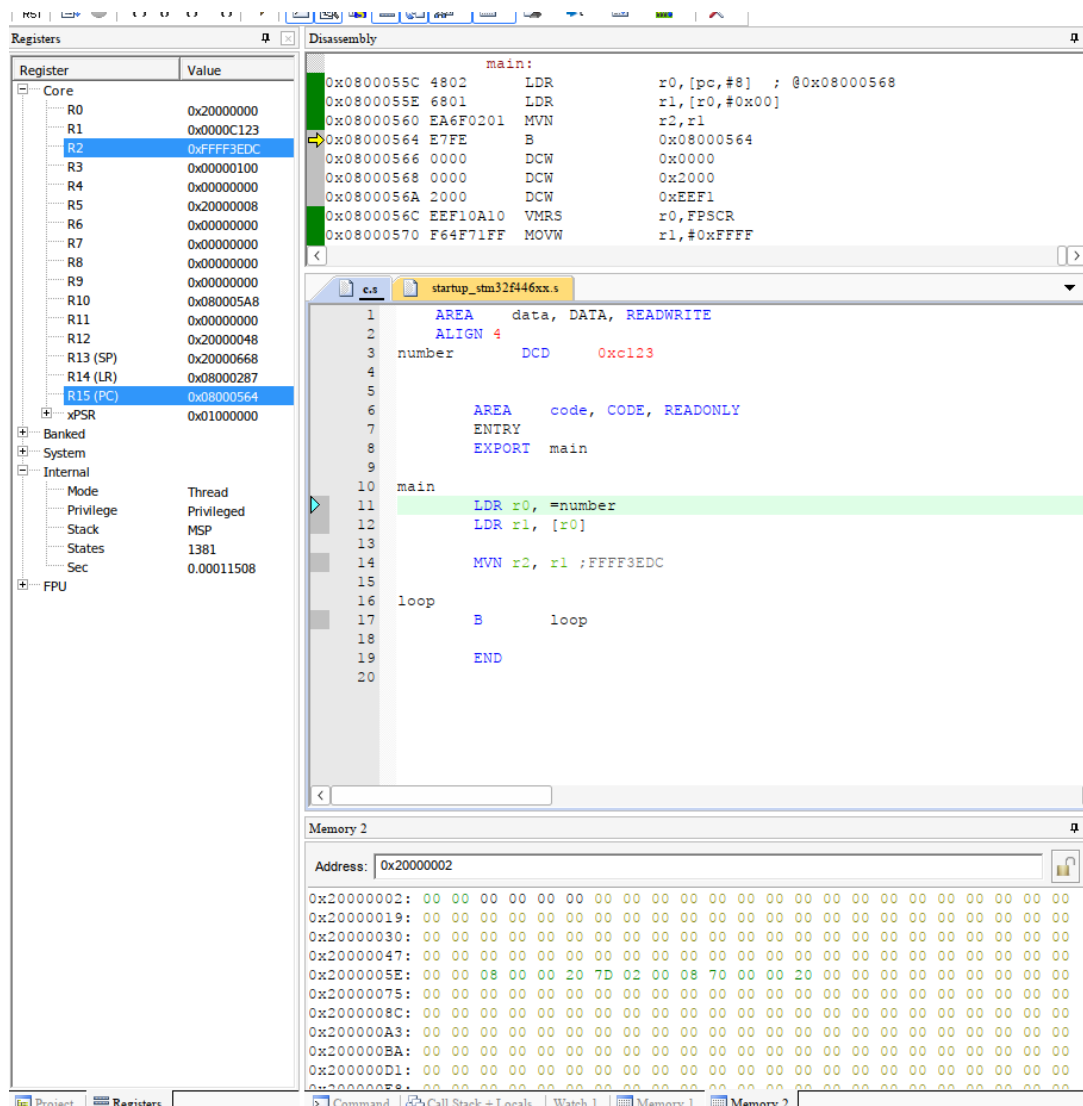 RST
Registers
Register Value
Core
R0 0x20000000
R1 0x0000C123
R2 0xFFFF3EDC
R3 0x00000100
R4 0x00000000
R5 0x20000008
R6 0x00000000
R7 0x00000000
R8 0x00000000
R9 0x00000000
R10 0x080005A8
R11 0x00000000
R12 0x20000048
R13 (SP) 0x20000668
R14 (LR) 0x08000287
R15 (PC) 0x08000564
xPSR 0x01000000
Banked
System
Internal
Mode Thread
Privilege Privileged
Stack MSP
States 1381
Sec 0.00011508
FPU
Project Registers
Disassembly
main:
0x0800055C 4802 LDR r0,[pc,#8] ; @0x08000568
0x0800055E 6801 LDR r1,[r0,#0x00]
0x08000560 EA6F0201 MVN r2,r1
0x08000564 E7FE B 0x08000564
0x08000566 0000 DCW 0x0000
0x08000568 0000 DCW 0x2000
0x0800056A 2000 DCW 0xEEF1
0x0800056C EEF10A10 VMRS r0,FPSCR
0x08000570 F64F71FF MOVW r1,#0xFFFF
c.s startup_stm32f446xx.s
1 AREA data, DATA, READWRITE
2 ALIGN 4
3 number DCD 0xc123
4
5
6 AREA code, CODE, READONLY
7 ENTRY
8 EXPORT main
9
10 main
11 LDR r0, =number
12 LDR r1, [r0]
13
14 MVN r2, r1 ;FFFF3EDC
15
16 loop
17 B loop
18
19 END
20
Memory 2
Address: 0x20000002
0x20000002: 00 00 00 00 00 00 00 00 00 00 00 00 00 00 00 00 00 00 00 00 00 00 00
0x20000019: 00 00 00 00 00 00 00 00 00 00 00 00 00 00 00 00 00 00 00 00 00 00 00
0x20000030: 00 00 00 00 00 00 00 00 00 00 00 00 00 00 00 00 00 00 00 00 00 00 00
0x20000047: 00 00 00 00 00 00 00 00 00 00 00 00 00 00 00 00 00 00 00 00 00 00 00
0x2000005E: 00 00 08 00 00 20 7D 02 00 08 70 00 00 20 00 00 00 00 00 00 00 00 00
0x20000075: 00 00 00 00 00 00 00 00 00 00 00 00 00 00 00 00 00 00 00 00 00 00 00
0x2000008C: 00 00 00 00 00 00 00 00 00 00 00 00 00 00 00 00 00 00 00 00 00 00 00
0x200000A3: 00 00 00 00 00 00 00 00 00 00 00 00 00 00 00 00 00 00 00 00 00 00 00
0x200000BA: 00 00 00 00 00 00 00 00 00 00 00 00 00 00 00 00 00 00 00 00 00 00 00
0x200000D1: 00 00 00 00 00 00 00 00 00 00 00 00 00 00 00 00 00 00 00 00 00 00 00
0x200000E8: 00 00 00 00 00 00 00 00 00 00 00 00 00 00 00 00 00 00 00 00 00 00 00
Command Call Stack + Locals Watch 1 Memory 1 Memory 2